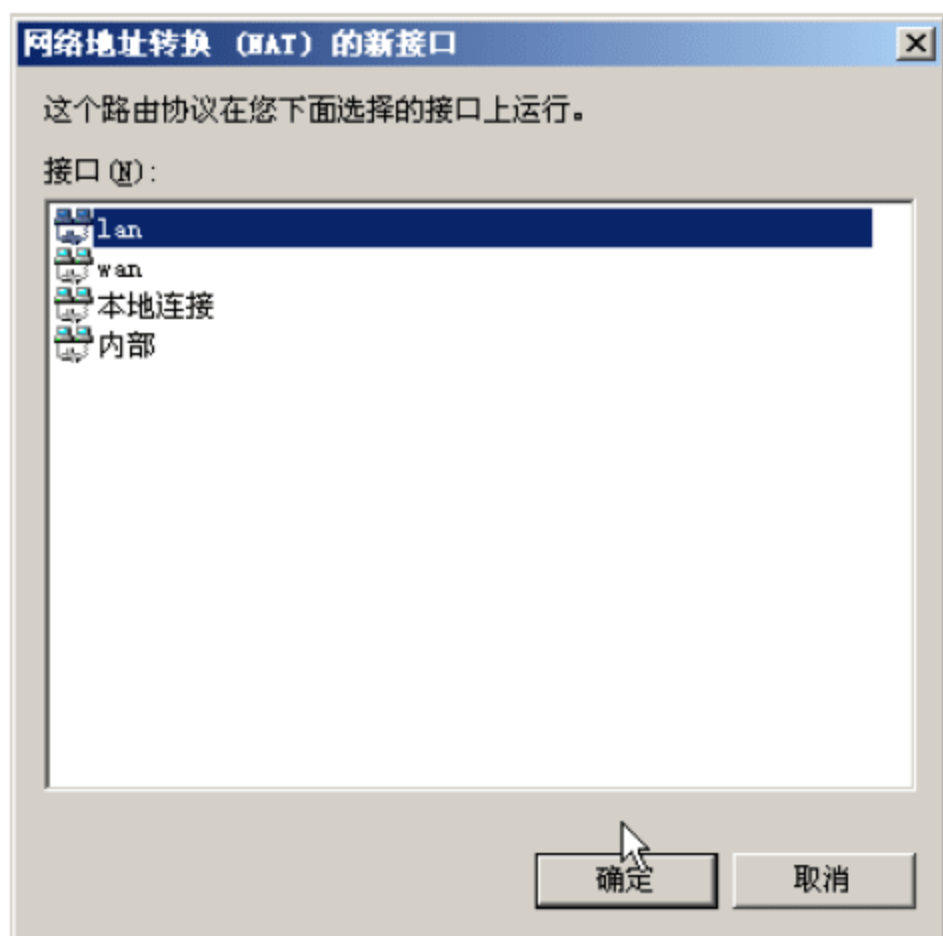 网络地址转换 (NAT) 的新接口
这个路由协议在您下面选择的接口上运行。
接口(N):
lan
wan
本地连接
内部
确定
取消